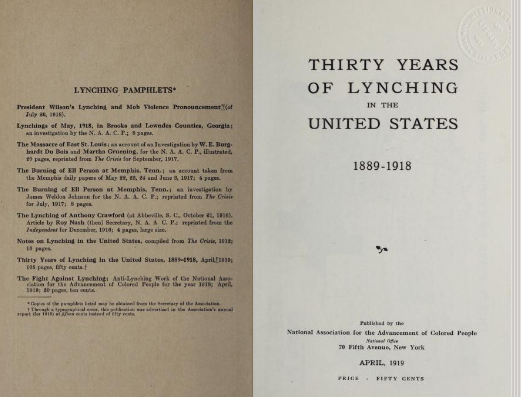 LYNCHING PAMPHLETS*
President Wilson's Lynching and Mob Violence Pronouncement (of
July 26, 1918).
Lynchings of May, 1918, in Brooks and Lowndes Counties, Georgia;
an investigation by the N. A. A. C. P.; 8 pages.
The Massacre of East St. Louis; an account of an Investigation by W. E. Burg-
hardt Du Bois and Martha Gruening, for the N. A. A. C. P., illustrated,
20 pages, reprinted from The Crisis for September, 1917.
The Burning of Ell Person at Memphis, Tenn.; an account taken from
the Memphis daily papers of May 22, 23, 24 and June 3, 1917; 4 pages.
The Burning of Ell Person at Memphis, Tenn.; an investigation by
James Weldon Johnson for the N. A. A. C. P.; reprinted from The Crisis
for July, 1917; 8 pages.
The Lynching of Anthony Crawford (at Abbeville, S. C., October 21, 1916).
Article by Roy Nash (then) Secretary, N. A. A. C. P.; reprinted from the
Independent for December, 1916; 4 pages, large size.
Notes on Lynching in the United States, compiled from The Crisis, 1912;
16 pages.
Thirty Years of Lynching in the United States, 1889-1918, April, 1919;
100 pages, fifty cents.†
The Fight Against Lynching; Anti-Lynching Work of the National Asso-
ciation for the Advancement of Colored People for the year 1918; April,
1919; 20 pages, ten cents.
*Copies of the pamphlets listed may be obtained from the Secretary of the Association.
† Through a typographical error, this publication was advertised in the Association's annual
report (for 1918) at fifteen cents instead of fifty cents.
THIRTY YEARS
OF LYNCHING
IN THE
UNITED STATES
1889-1918
Published by the
National Association for the Advancement of Colored People
National Office
70 Fifth Avenue, New York
APRIL, 1919
PRICE - FIFTY CENTS